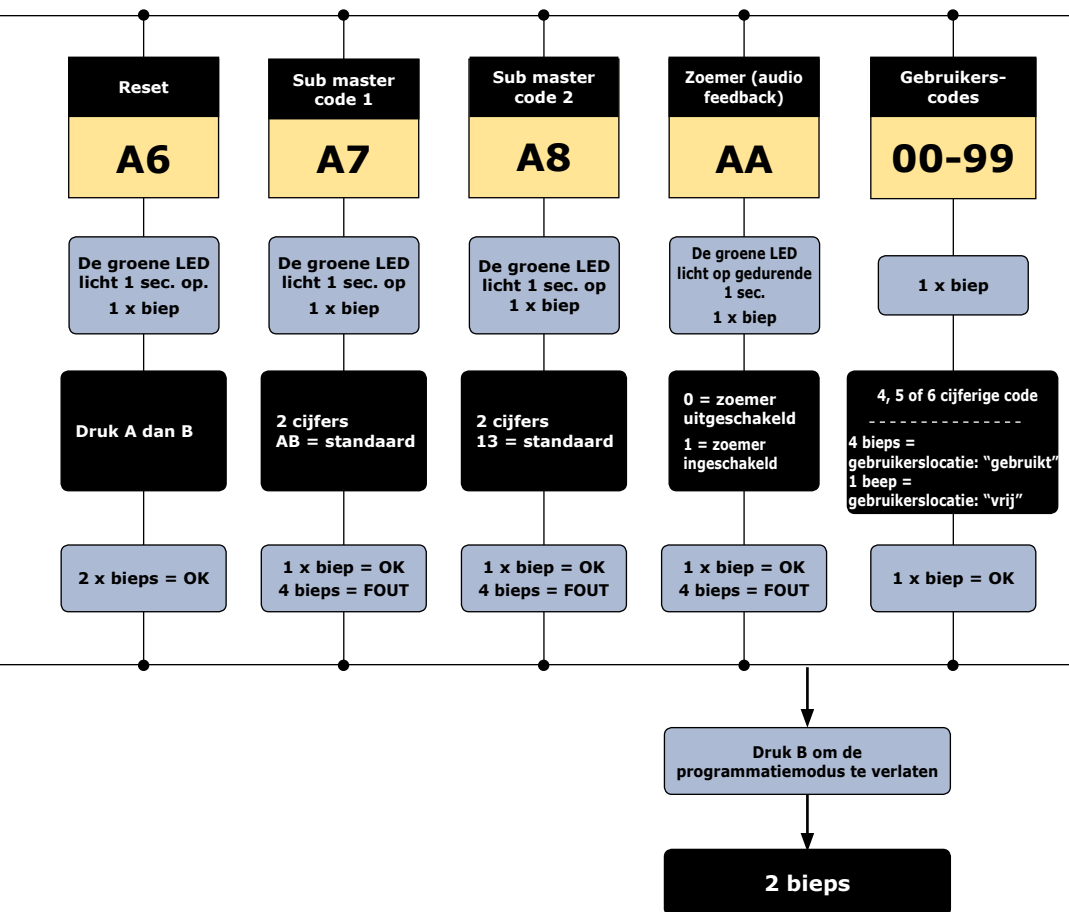 Reset
A6
De groene LED
licht 1 sec. op.
1 x biep
Druk A dan B
2 x bieps = OK
Sub master
code 1
A7
De groene LED
licht 1 sec. op
1 x biep
2 cijfers
AB = standaard
1 x biep = OK
4 bieps = FOUT
Sub master
code 2
A8
De groene LED
licht 1 sec. op
1 x biep
2 cijfers
13 = standaard
1 x biep = OK
4 bieps = FOUT
Zoemer (audio
feedback)
AA
De groene LED
licht op gedurende
1 sec.
1 x biep
0 = zoemer
uitgeschakeld
1 = zoemer
ingeschakeld
1 x biep = OK
4 bieps = FOUT
Gebruikers-
codes
00-99
1 x biep
4, 5 of 6 cijferige code
- - - - - - - - - - - - - - -
4 bieps =
gebruikerslocatie: “gebruikt”
1 beep =
gebruikerslocatie: “vrij”
1 x biep = OK
Druk B om de
programmatiemodus te verlaten
2 bieps